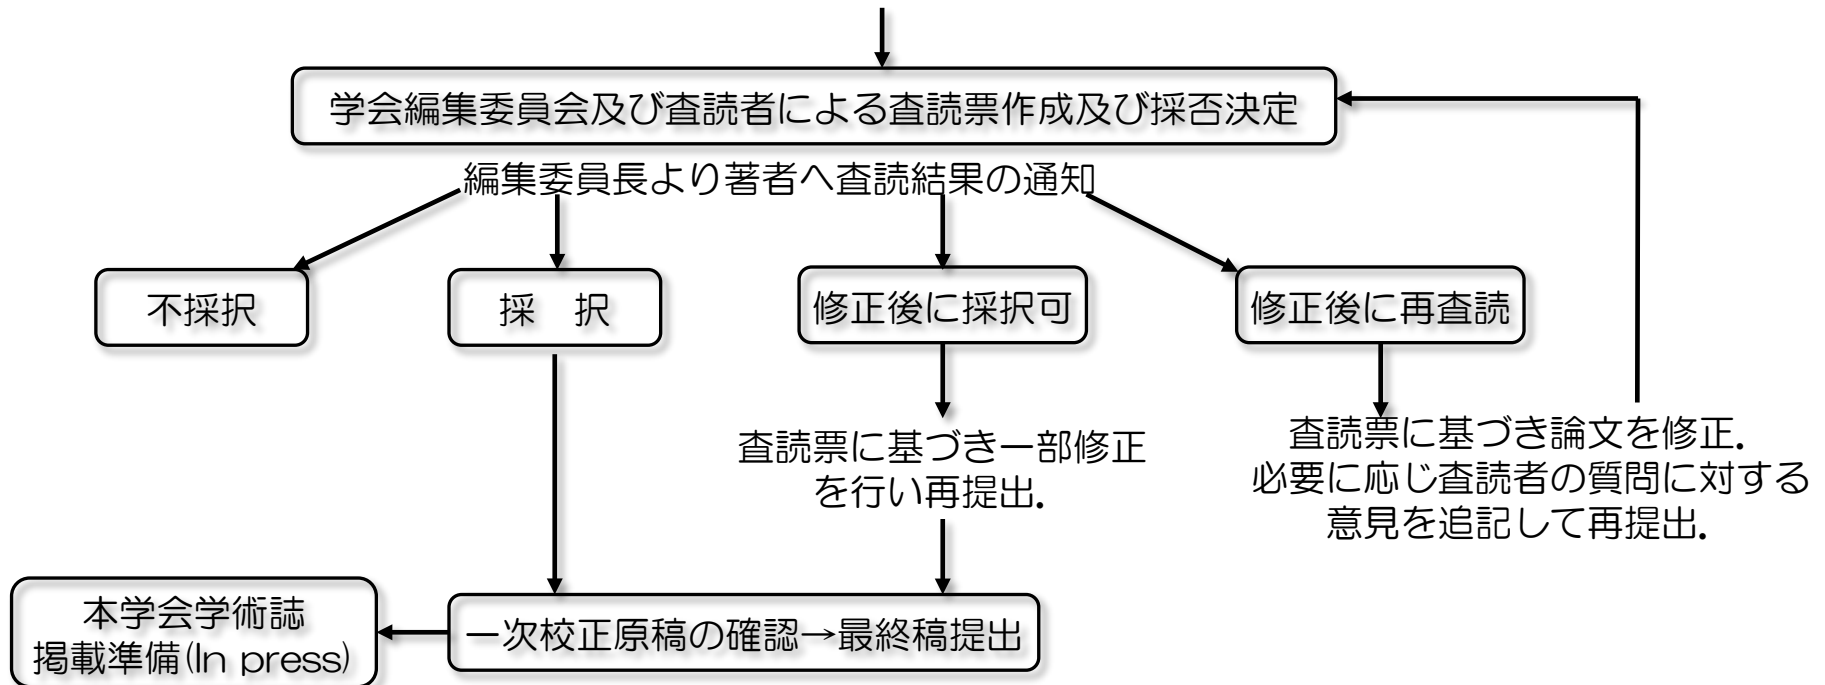 学会編集委員会及び査読者による査読票作成及び採否決定
編集委員長より著者へ査読結果の通知
不採択
採　択
修正後に採択可
修正後に再査読
査読票に基づき一部修正
を行い再提出．
査読票に基づき論文を修正．
必要に応じ査読者の質問に対する
意見を追記して再提出．
本学会学術誌
掲載準備(In press)
一次校正原稿の確認→最終稿提出